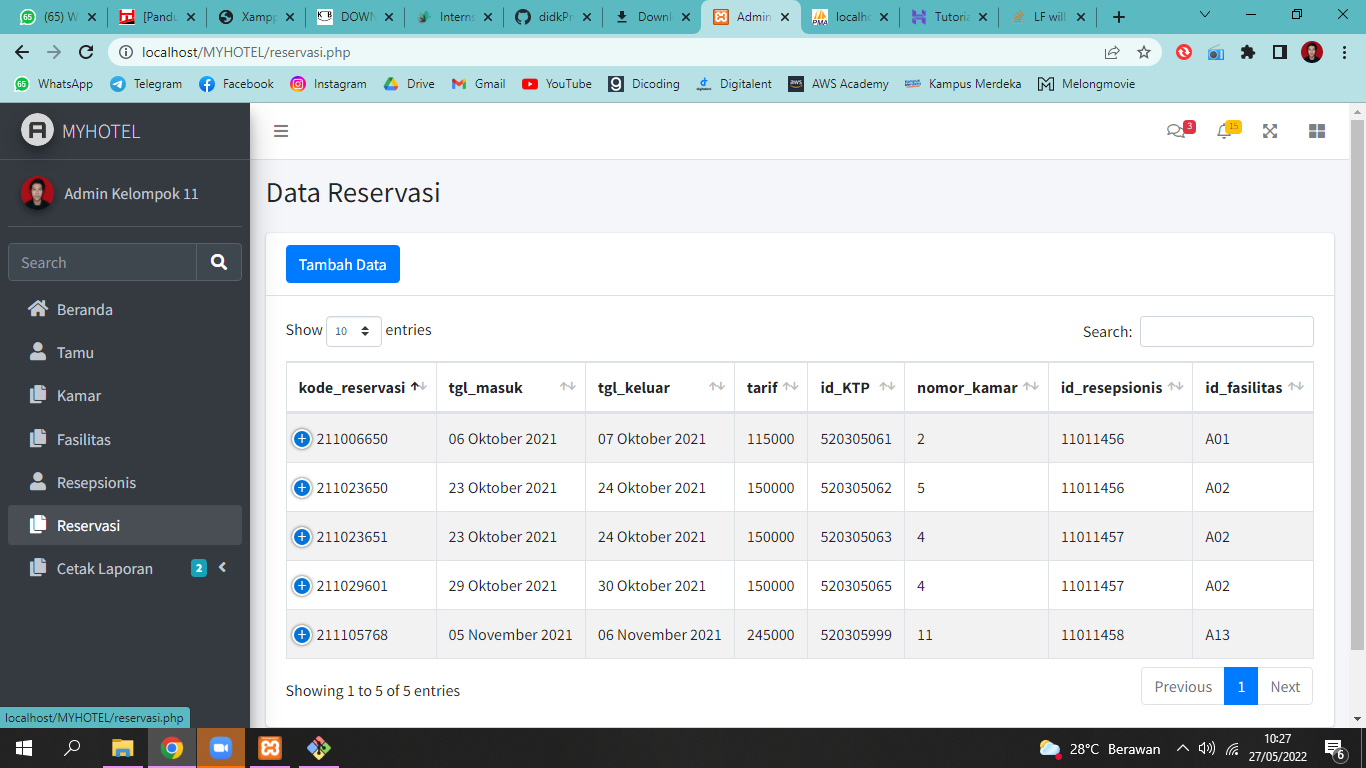 (65) W
[Pandu
Xampp
DOWN
Interns
didkPr
Downl
Admin
localho
Tutoria
LF will
localhost/MYHOTEL/reservasi.php
WhatsApp Telegram Facebook Instagram Drive Gmail YouTube Dicoding Digitalent AWS Academy Kampus Merdeka Melongmovie
MYHOTEL
3
15
Admin Kelompok 11
Search
Beranda
Tamu
Kamar
Fasilitas
Resepsionis
Reservasi
Cetak Laporan 2
Data Reservasi
Tambah Data
Show 10 entries
Search:
kode_reservasi tgl_masuk tgl_keluar tarif id_KTP nomor_kamar id_resepsionis id_fasilitas
211006650 06 Oktober 2021 07 Oktober 2021 115000 520305061 2 11011456 A01
211023650 23 Oktober 2021 24 Oktober 2021 150000 520305062 5 11011456 A02
211023651 23 Oktober 2021 24 Oktober 2021 150000 520305063 4 11011457 A02
211029601 29 Oktober 2021 30 Oktober 2021 150000 520305065 4 11011457 A02
211105768 05 November 2021 06 November 2021 245000 520305999 11 11011458 A13
Showing 1 to 5 of 5 entries
Previous 1 Next
localhost/MYHOTEL/reservasi.php
28°C Berawan
10:27
27/05/2022
6